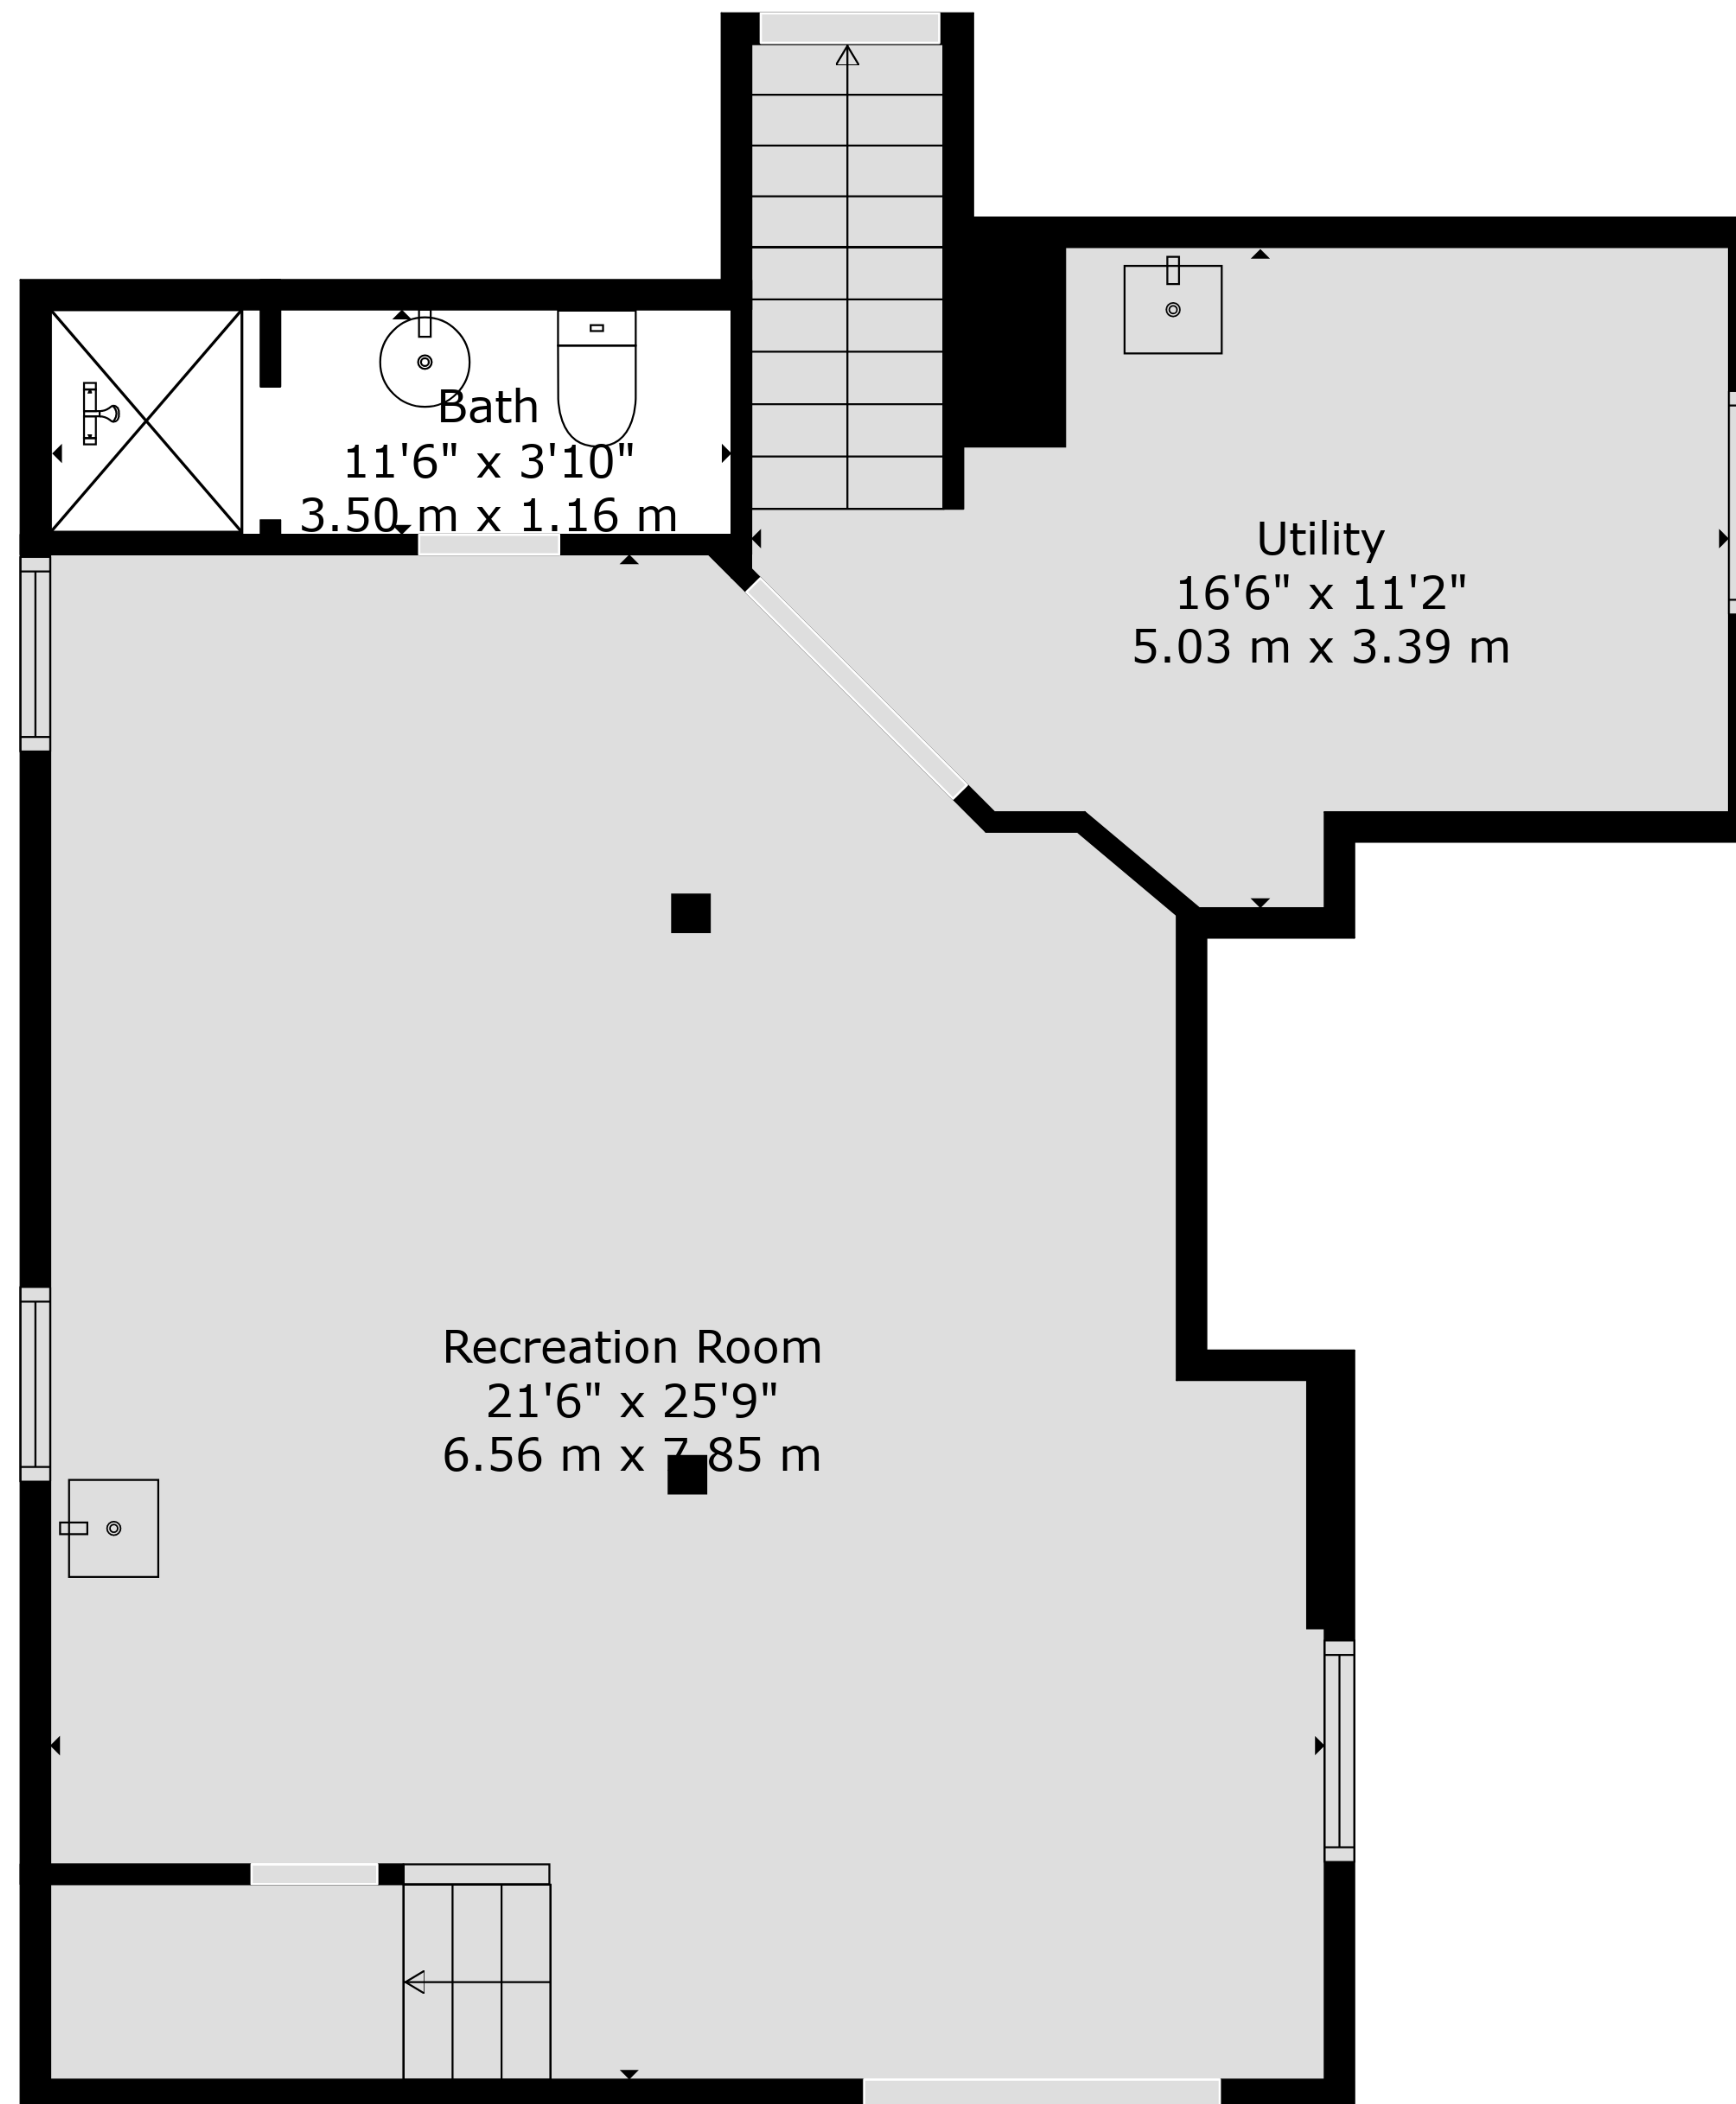 Bath
11'6" x 3'10"
3.50 m x 1.16 m
Utility
16'6" x 11'2"
5.03 m x 3.39 m
Recreation Room
21'6" x 25'9"
6.56 m x 7.85 m